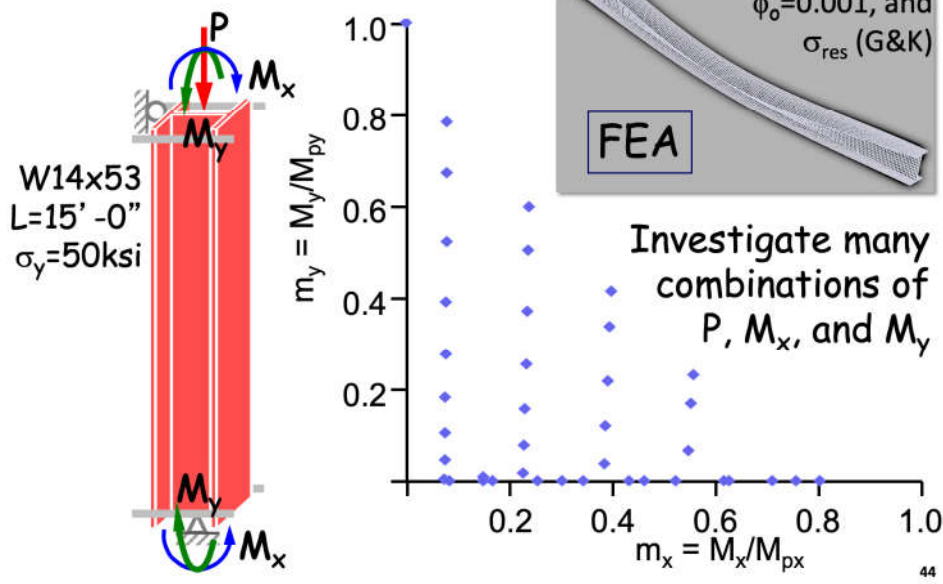 P
Mx
My
W14x53
L=15' -0"
σy=50ksi
My
Mx
1.0
0.8
0.6
0.4
0.2
my = My/Mpy
0.2
0.4
0.6
0.8
1.0
mx = Mx/Mpx
ϕo=0.001, and
σres (G&K)
FEA
Investigate many
combinations of
P, Mx, and My
44